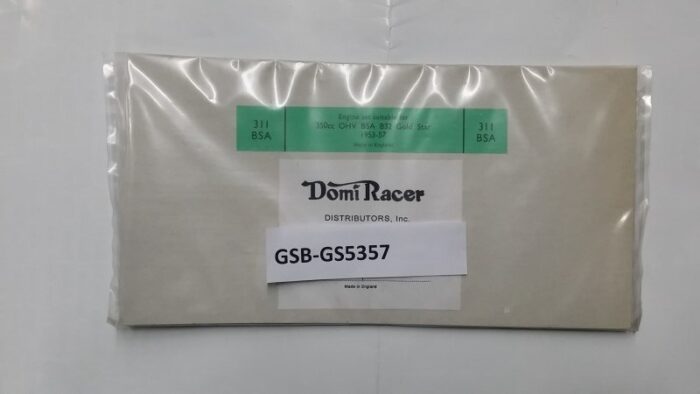 311
BSA
Engine set suitable for
350cc OHV BSA B32 Gold Star
1953-57
Made in England
311
BSA
Domi Racer
DISTRIBUTORS, Inc.
GSB-GS5357
Made in England